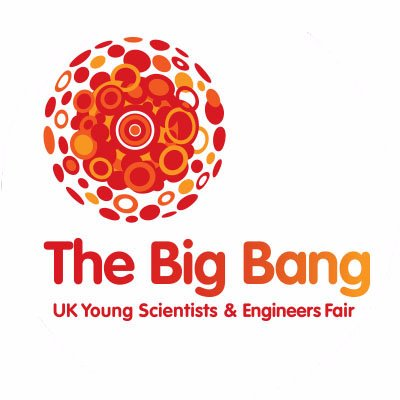 The Big Bang
UK Young Scientists & Engineers Fair